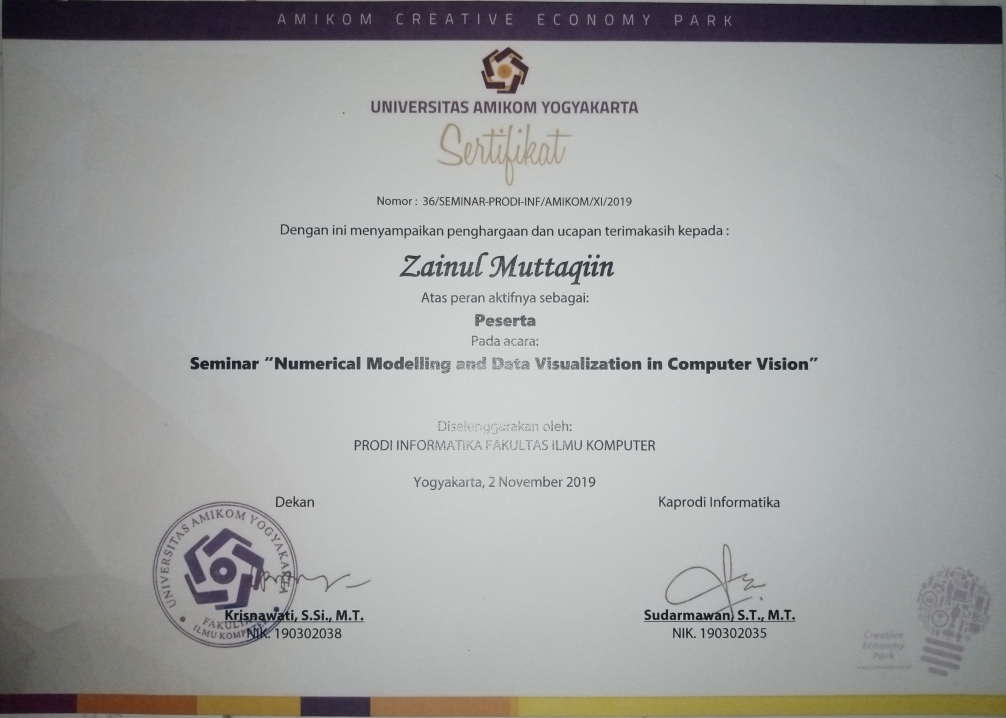 AMIKOM CREATIVE ECONOMY PARK
UNIVERSITAS AMIKOM YOGYAKARTA
Sertifikat
Nomor : 36/SEMINAR-PRODI-INF/AMIKOM/XI/2019
Dengan ini menyampaikan penghargaan dan ucapan terimakasih kepada :
Zainul Muttaqiin
Atas peran aktifnya sebagai:
Peserta
Pada acara:
Seminar “Numerical Modelling and Data Visualization in Computer Vision”
Diselenggarakan oleh:
PRODI INFORMATIKA FAKULTAS ILMU KOMPUTER
Yogyakarta, 2 November 2019
Dekan
Kaprodi Informatika
UNIVERSITAS AMIKOM YOGYAKARTA
FAKULTAS
ILMU KOMPUTER
Krisnawati, S.Si., M.T.
NIK. 190302038
Sudarmawan, S.T., M.T.
NIK. 190302035
Creative
Economy
Park